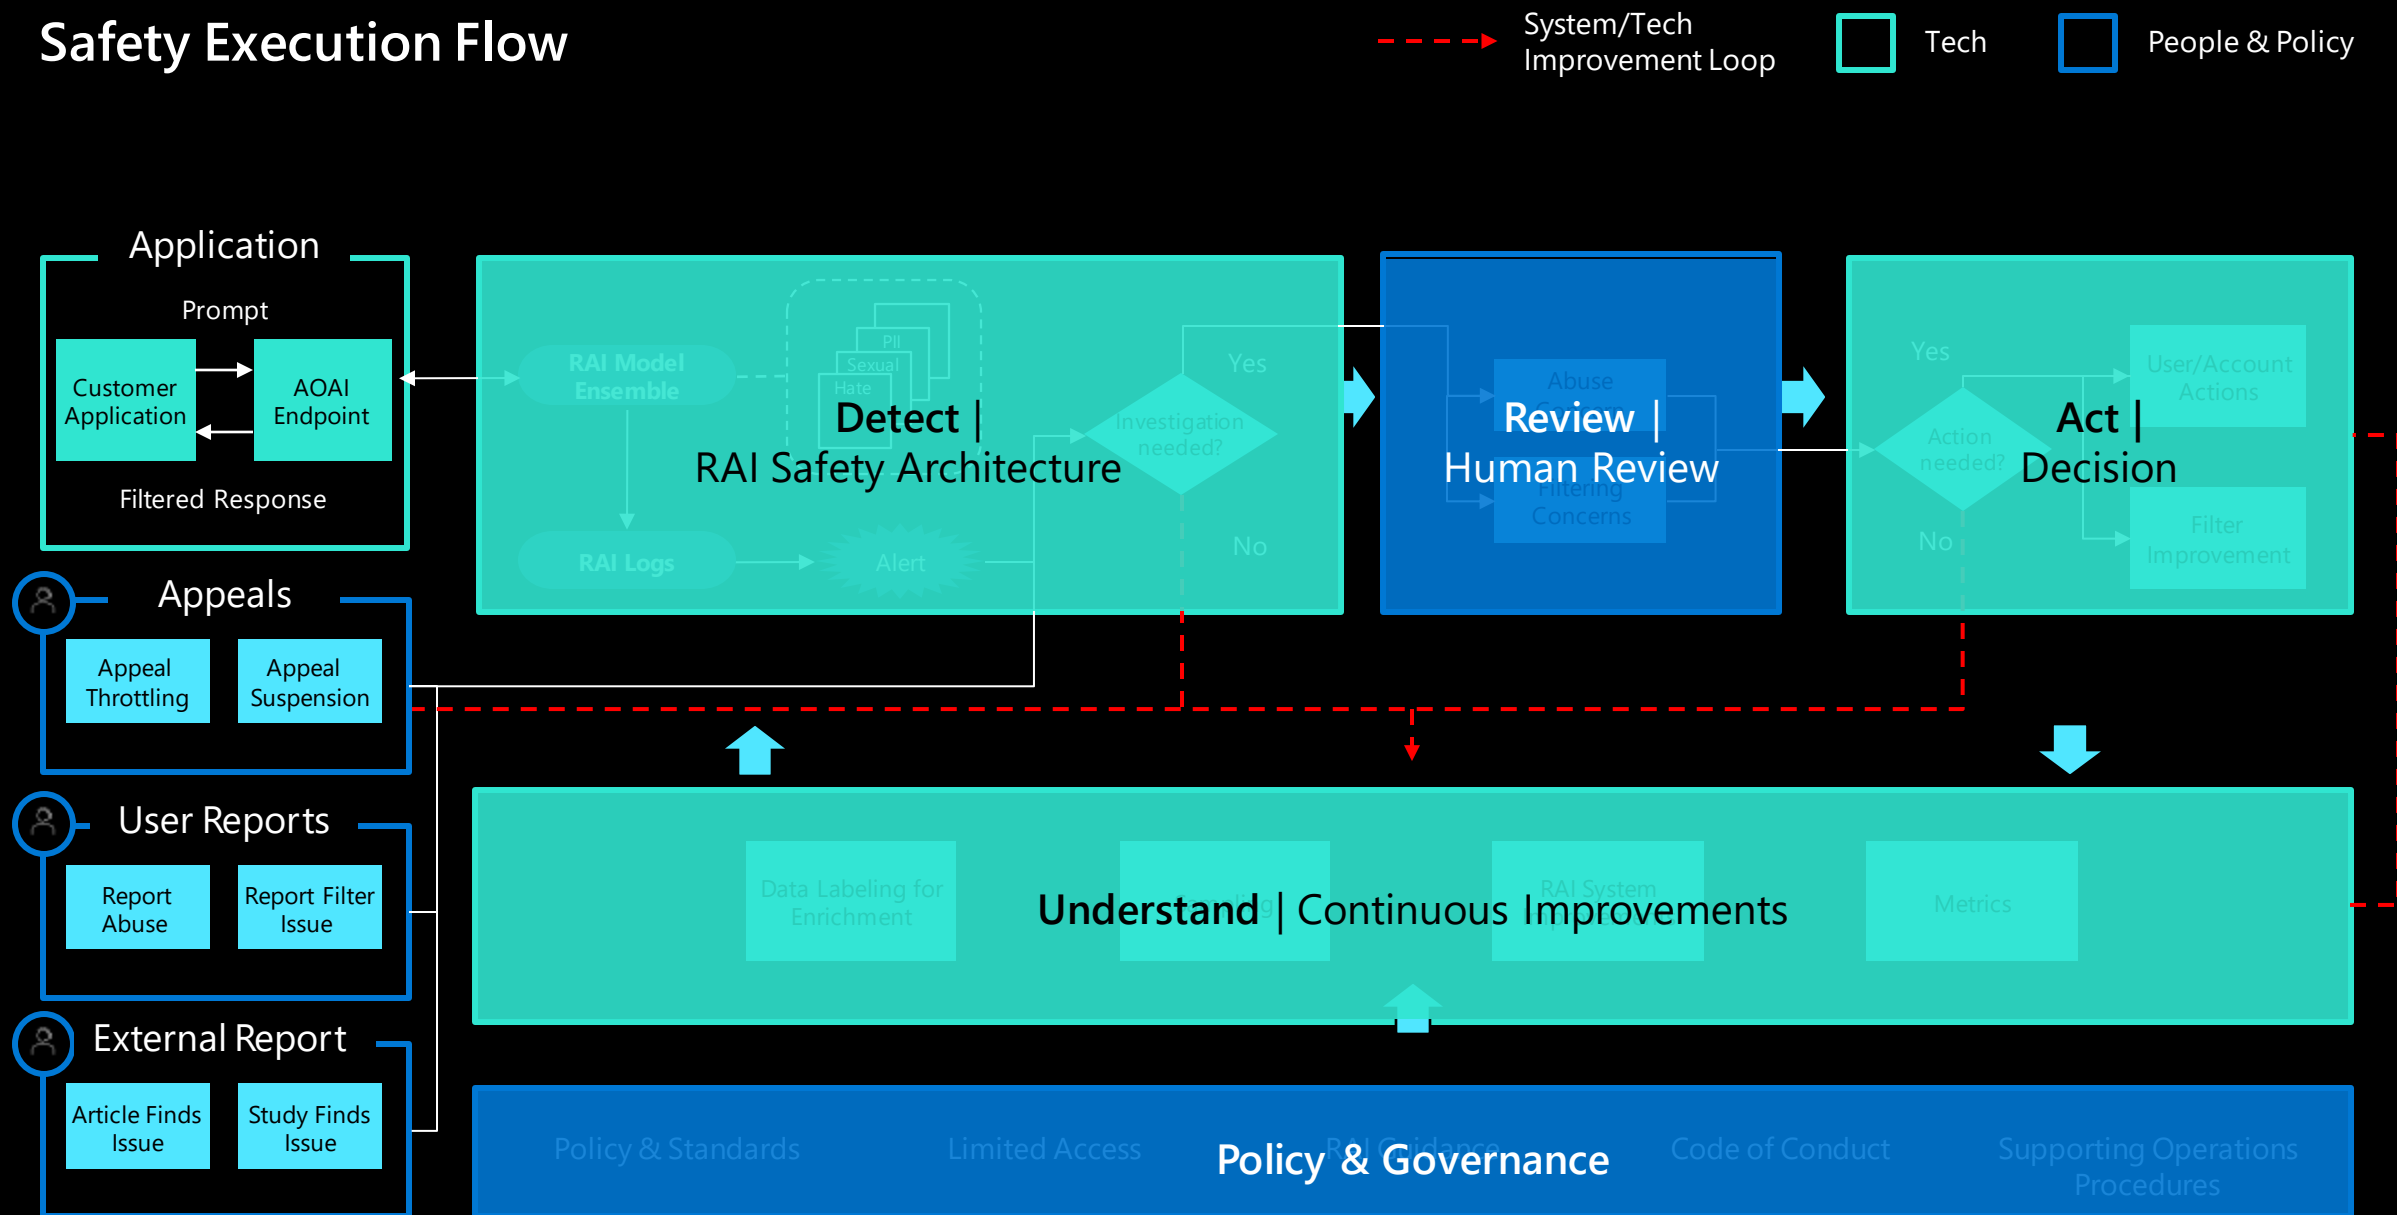 Safety Execution Flow
System/Tech
Improvement Loop
Tech
People & Policy
Application
Prompt
Customer
Application
AOAI
Endpoint
Filtered Response
RAI Model
Ensemble
PII
Sexual
Hate
Detect |
RAI Safety Architecture
RAI Logs
Alert
Investigation
needed?
Yes
No
Abuse
Review |
Human Review
Filtering
Concerns
Yes
Action
needed?
No
User/Account
Actions
Act |
Decision
Filter
Improvement
Appeals
Appeal
Throttling
Appeal
Suspension
User Reports
Report
Abuse
Report Filter
Issue
External Report
Article Finds
Issue
Study Finds
Issue
Data Labeling for
Enrichment
Sampling
RAI System
Metrics
Understand | Continuous Improvements
Policy & Standards
Limited Access
RAI Guidance
Code of Conduct
Supporting Operations
Procedures
Policy & Governance